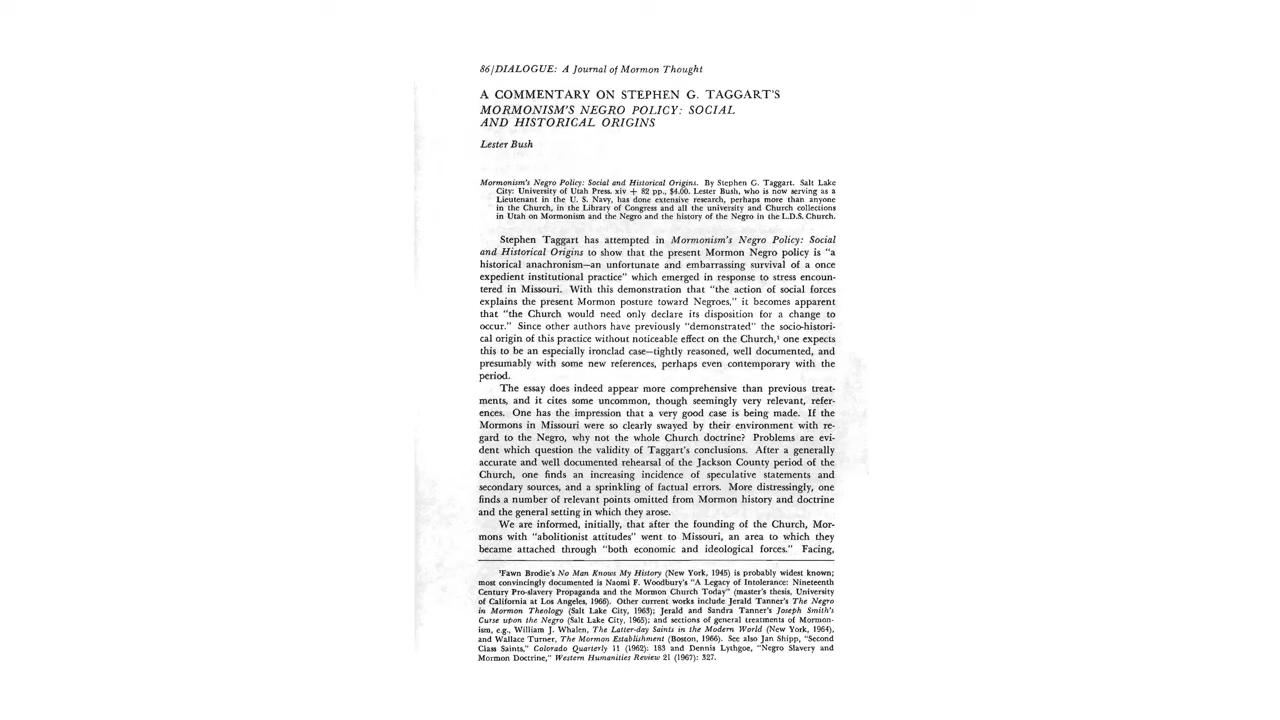 86/DIALOGUE: A Journal of Mormon Thought
A COMMENTARY ON STEPHEN G. TAGGART'S
MORMONISM'S NEGRO POLICY: SOCIAL
AND HISTORICAL ORIGINS
Lester Bush
Mormonism's Negro Policy: Social and Historical Origins. By Stephen G. Taggart. Salt Lake
City: University of Utah Press. xiv + 82 pp., $4.00. Lester Bush, who is now serving as a
Lieutenant in the U. S. Navy, has done extensive research, perhaps more than anyone
in the Church, in the Library of Congress and all the university and Church collections
in Utah on Mormonism and the Negro and the history of the Negro in the L.D.S. Church.
Stephen Taggart has attempted in Mormonism's Negro Policy: Social
and Historical Origins to show that the present Mormon Negro policy is "a
historical anachronism—an unfortunate and embarrassing survival of a once
expedient institutional practice" which emerged in response to stress encoun-
tered in Missouri. With this demonstration that "the action of social forces
explains the present Mormon posture toward Negroes," it becomes apparent
that "the Church would need only declare its disposition for a change to
occur." Since other authors have previously "demonstrated" the socio-histori-
cal origin of this practice without noticeable effect on the Church,¹ one expects
this to be an especially ironclad case—tightly reasoned, well documented, and
presumably with some new references, perhaps even contemporary with the
period.
The essay does indeed appear more comprehensive than previous treat-
ments, and it cites some uncommon, though seemingly very relevant, refer-
ences. One has the impression that a very good case is being made. If the
Mormons in Missouri were so clearly swayed by their environment with re-
gard to the Negro, why not the whole Church doctrine? Problems are evi-
dent which question the validity of Taggart's conclusions. After a generally
accurate and well documented rehearsal of the Jackson County period of the
Church, one finds an increasing incidence of speculative statements and
secondary sources, and a sprinkling of factual errors. More distressingly, one
finds a number of relevant points omitted from Mormon history and doctrine
and the general setting in which they arose.
We are informed, initially, that after the founding of the Church, Mor-
mons with "abolitionist attitudes" went to Missouri, an area to which they
became attached through "both economic and ideological forces." Facing,
¹Fawn Brodie's No Man Knows My History (New York, 1945) is probably widest known;
most convincingly documented is Naomi F. Woodbury's "A Legacy of Intolerance: Nineteenth
Century Pro-slavery Propaganda and the Mormon Church Today" (master's thesis, University
of California at Los Angeles, 1966). Other current works include Jerald Tanner's The Negro
in Mormon Theology (Salt Lake City, 1963); Jerald and Sandra Tanner's Joseph Smith's
Curse upon the Negro (Salt Lake City, 1965); and sections of general treatments of Mormon-
ism, e.g., William J. Whalen, The Latter-day Saints in the Modern World (New York, 1964),
and Wallace Turner, The Mormon Establishment (Boston, 1966). See also Jan Shipp, "Second
Class Saints," Colorado Quarterly 11 (1962): 183 and Dennis Lythgoe, "Negro Slavery and
Mormon Doctrine," Western Humanities Review 21 (1967): 327.